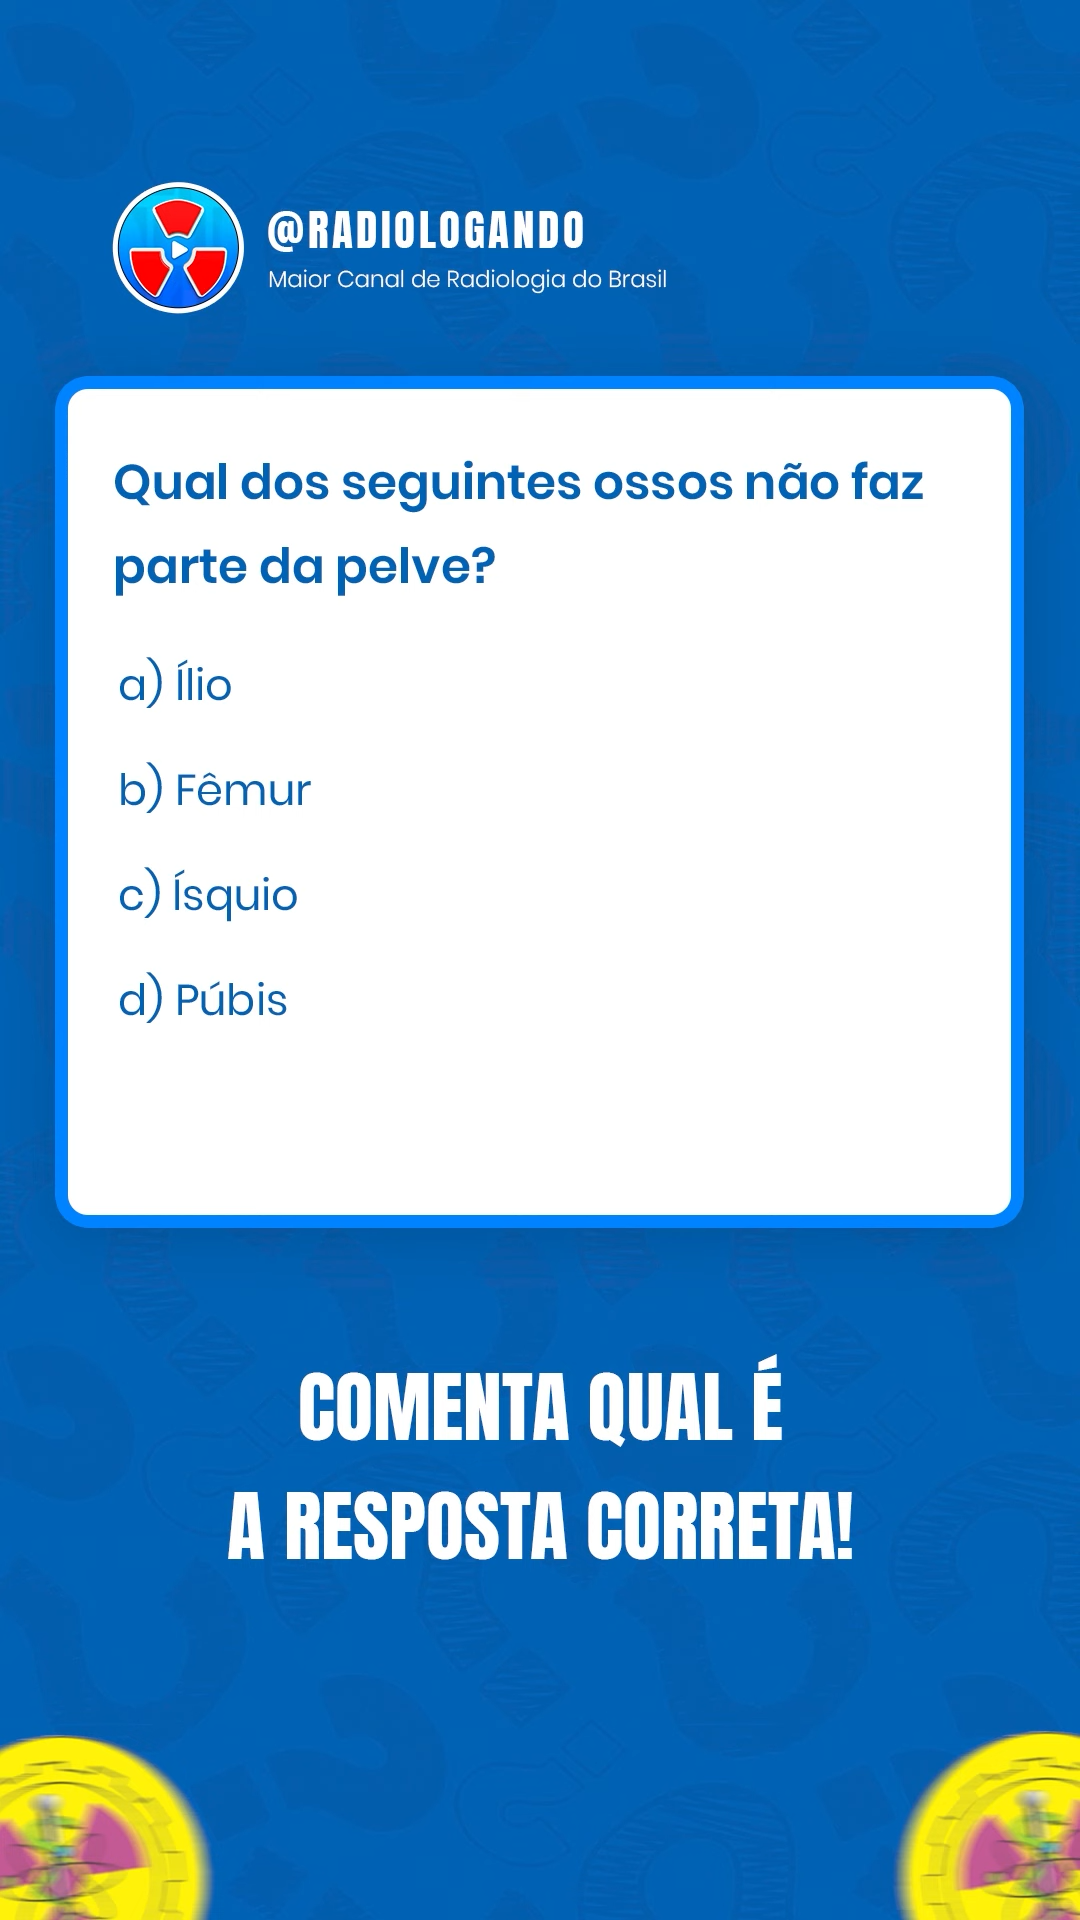 @RADIOLOGANDO
Maior Canal de Radiologia do Brasil
Qual dos seguintes ossos não faz
parte da pelve?
a) Ílio
b) Fêmur
c) Ísquio
d) Púbis
COMENTA QUAL É
A RESPOSTA CORRETA!